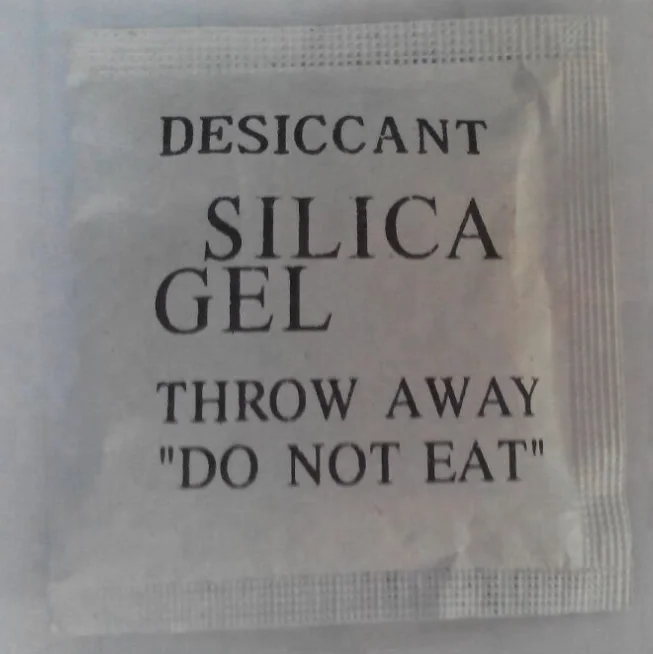 DESICCANT
SILICA
GEL
THROW AWAY
"DO NOT EAT"